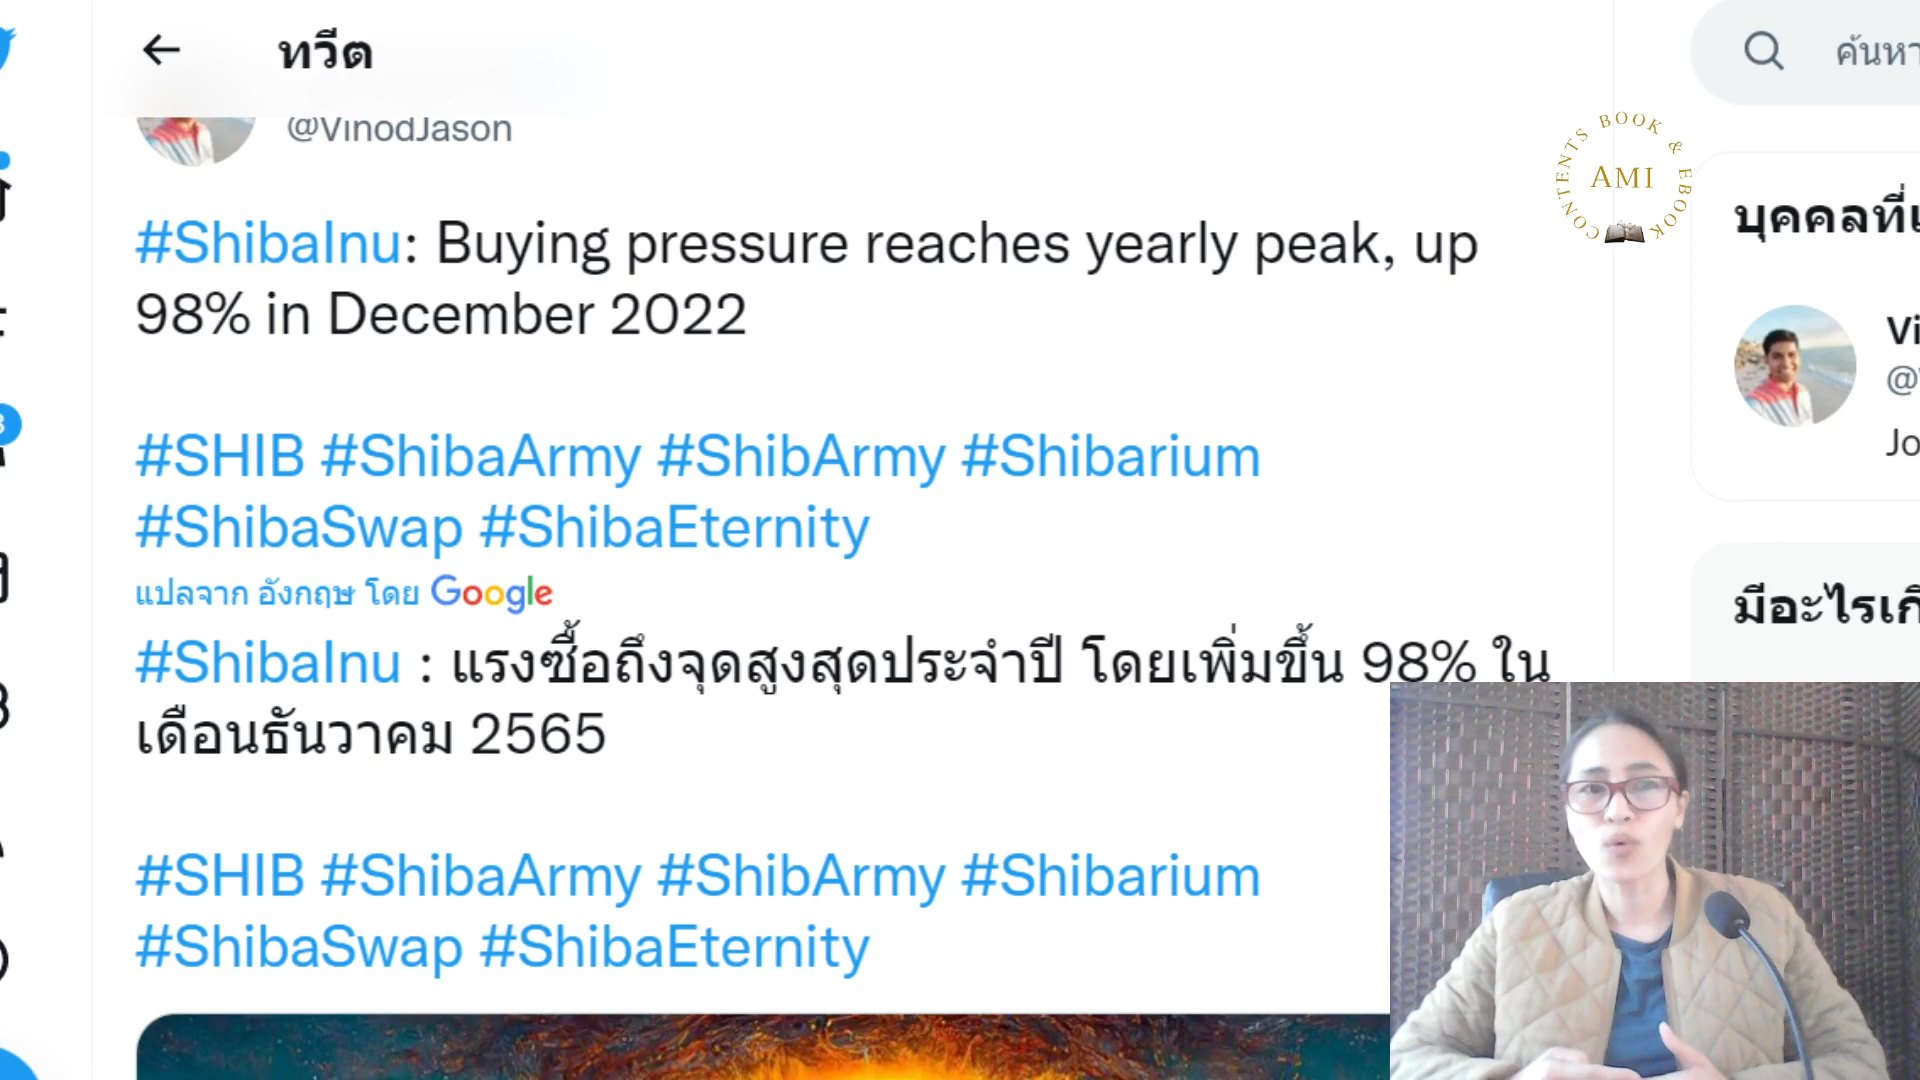 ทวีต
@VinodJason
#ShibaInu: Buying pressure reaches yearly peak, up
98% in December 2022
#SHIB #ShibaArmy #ShibArmy #Shibarium
#ShibaSwap #ShibaEternity
แปลจาก อังกฤษ โดย Google
#ShibaInu : แรงซื้อถึงจุดสูงสุดประจำปี โดยเพิ่มขึ้น 98% ใน
เดือนธันวาคม 2565
#SHIB #ShibaArmy #ShibArmy #Shibarium
#ShibaSwap #ShibaEternity
CONTENTS BOOK & EBOOK
AMI
ค้นหา
บุคคลที่
Vi
@
Jo
มีอะไรเกิ